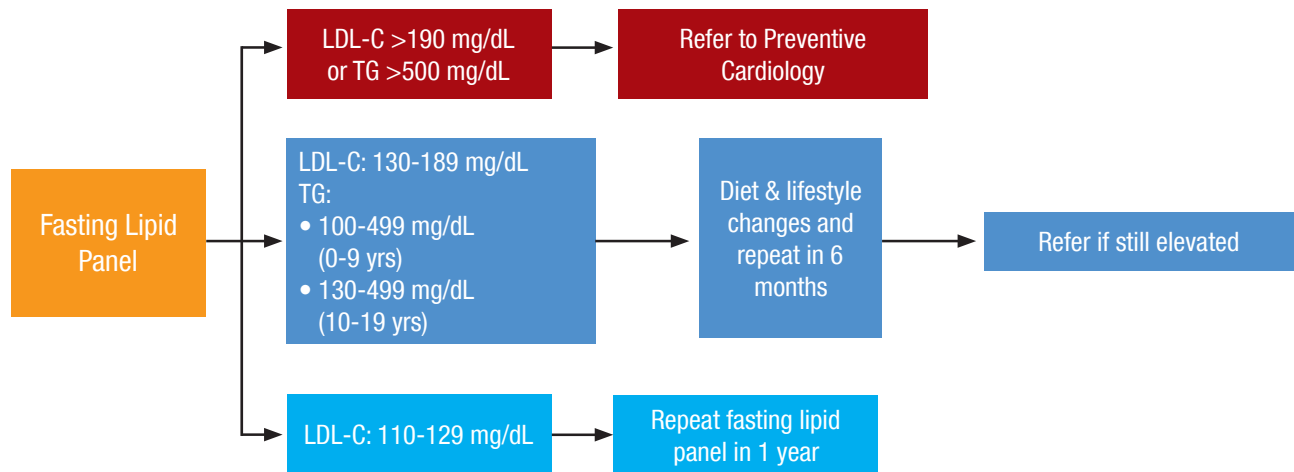 Fasting Lipid
Panel
LDL-C >190 mg/dL
or TG >500 mg/dL
Refer to Preventive
Cardiology
LDL-C: 130-189 mg/dL
TG:
• 100-499 mg/dL
(0-9 yrs)
• 130-499 mg/dL
(10-19 yrs)
Diet & lifestyle
changes and
repeat in 6
months
Refer if still elevated
LDL-C: 110-129 mg/dL
Repeat fasting lipid
panel in 1 year